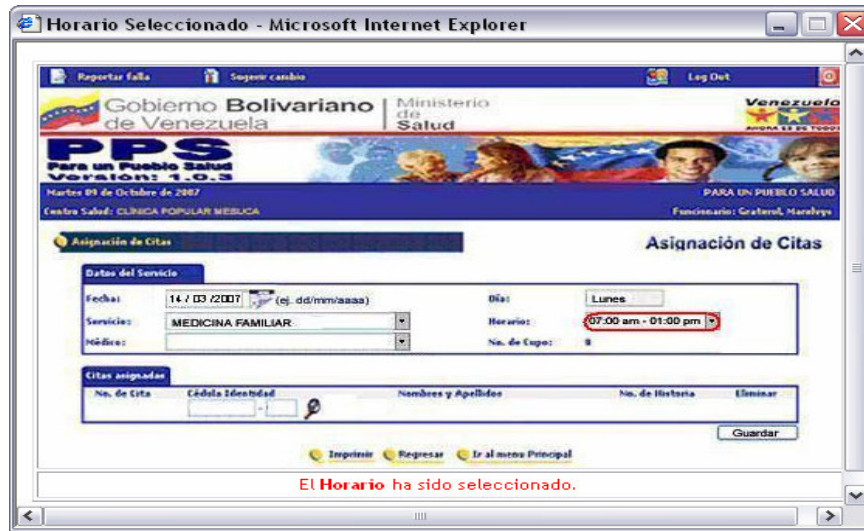 Horario Seleccionado - Microsoft Internet Explorer
Reportar falla Sugerir cambio Log Out
Gobierno Bolivariano de Venezuela
Ministerio de Salud
Venezuela
AHORA ES DE TODOS
PPS
Para un Pueblo Salud
Versión: 1.0.3
Martes 09 de Octubre de 2007 PARA UN PUEBLO SALUD
Centro Salud: CLINICA POPULAR MESUCA Funcionario: Graterol, Marelvys
Asignación de Citas Asignación de Citas
Datos del Servicio
Fecha: 14 / 03 /2007 (ej. dd/mm/aaaa) Día: Lunes
Servicio: MEDICINA FAMILIAR Horario: 07:00 am - 01:00 pm
Médico: No. de Cupo: 8
Citas asignadas
No. de Cita Cédula Identidad Nombres y Apellidos No. de Historia Eliminar
-
Guardar
Imprimir Regresar Ir al menu Principal
El Horario ha sido seleccionado.